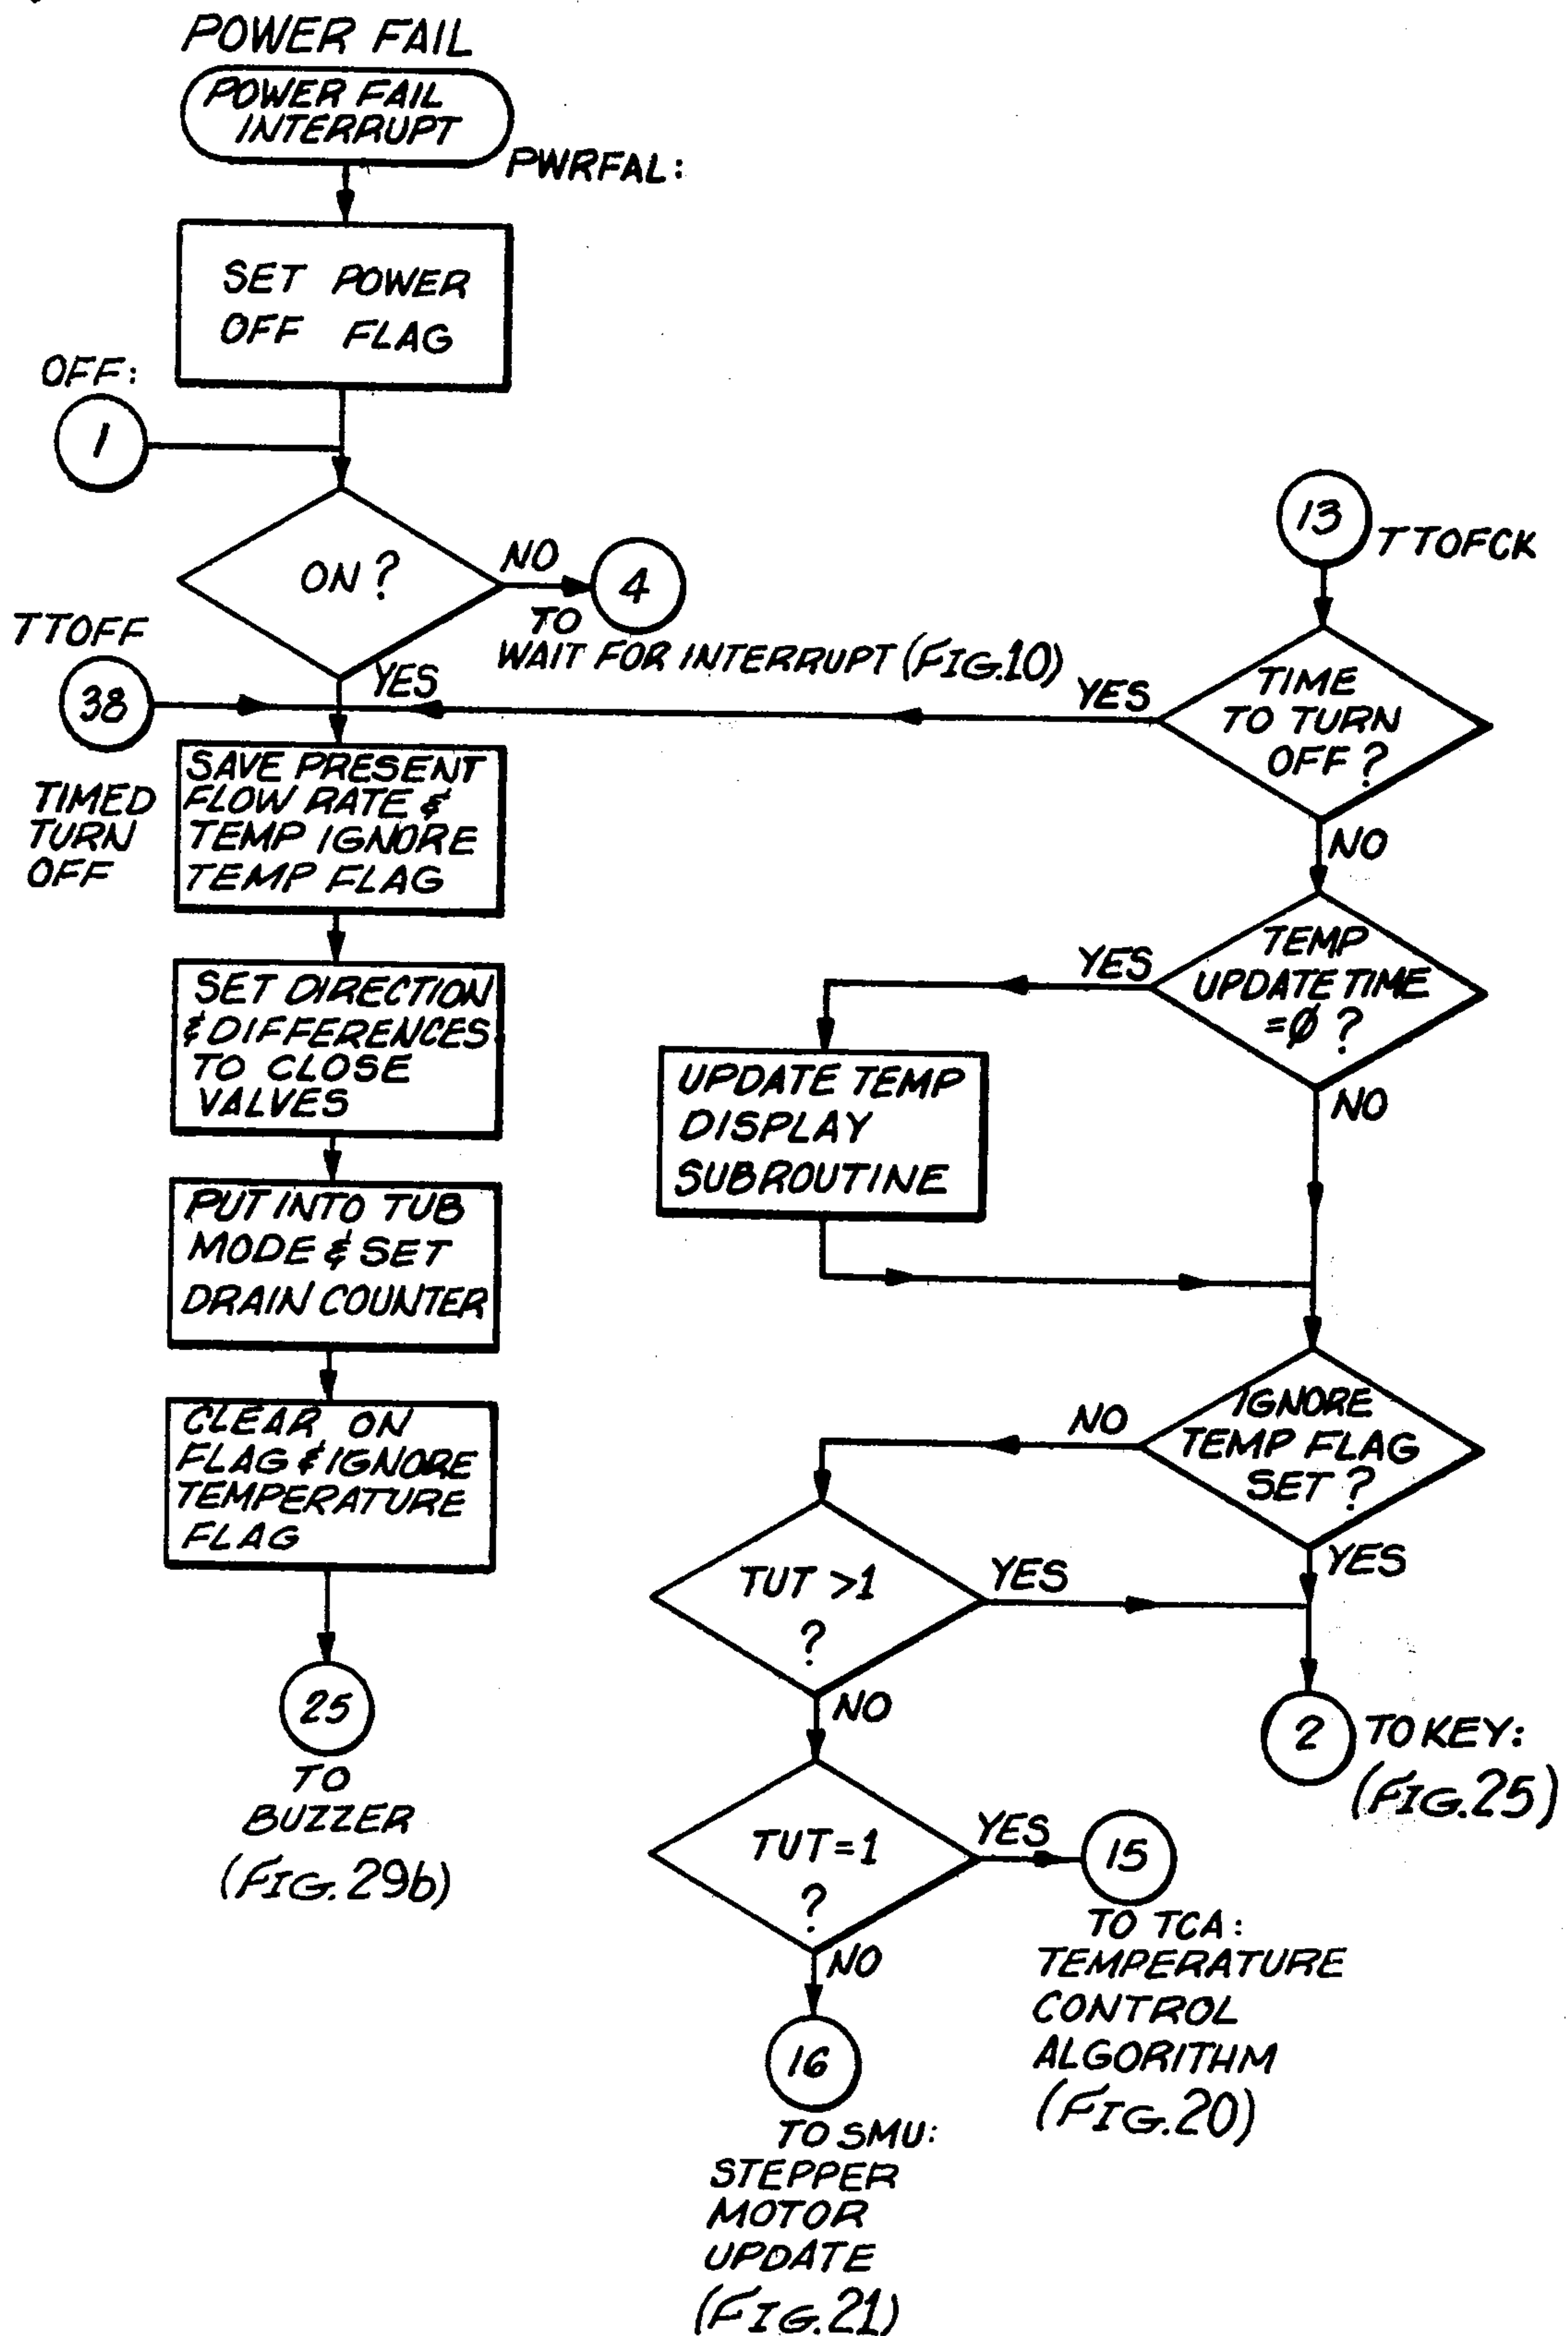 POWER FAIL
POWER FAIL
INTERRUPT
PWRFAL:
SET POWER
OFF FLAG
OFF:
1
ON?
NO
4
TO
WAIT FOR INTERRUPT (FIG.10)
YES
TTOFF
38
TIMED
TURN
OFF
SAVE PRESENT
FLOW RATE &
TEMP IGNORE
TEMP FLAG
SET DIRECTION
& DIFFERENCES
TO CLOSE
VALVES
PUT INTO TUB
MODE & SET
DRAIN COUNTER
CLEAR ON
FLAG & IGNORE
TEMPERATURE
FLAG
25
TO
BUZZER
(FIG. 29b)
13
TTOFCK
TIME
TO TURN
OFF?
YES
NO
TEMP
UPDATE TIME
=Ø?
YES
NO
UPDATE TEMP
DISPLAY
SUBROUTINE
IGNORE
TEMP FLAG
SET?
NO
YES
TUT >1
?
YES
NO
2
TO KEY:
(FIG.25)
TUT=1
?
YES
15
TO TCA:
TEMPERATURE
CONTROL
ALGORITHM
(FIG.20)
NO
16
TO SMU:
STEPPER
MOTOR
UPDATE
(FIG.21)